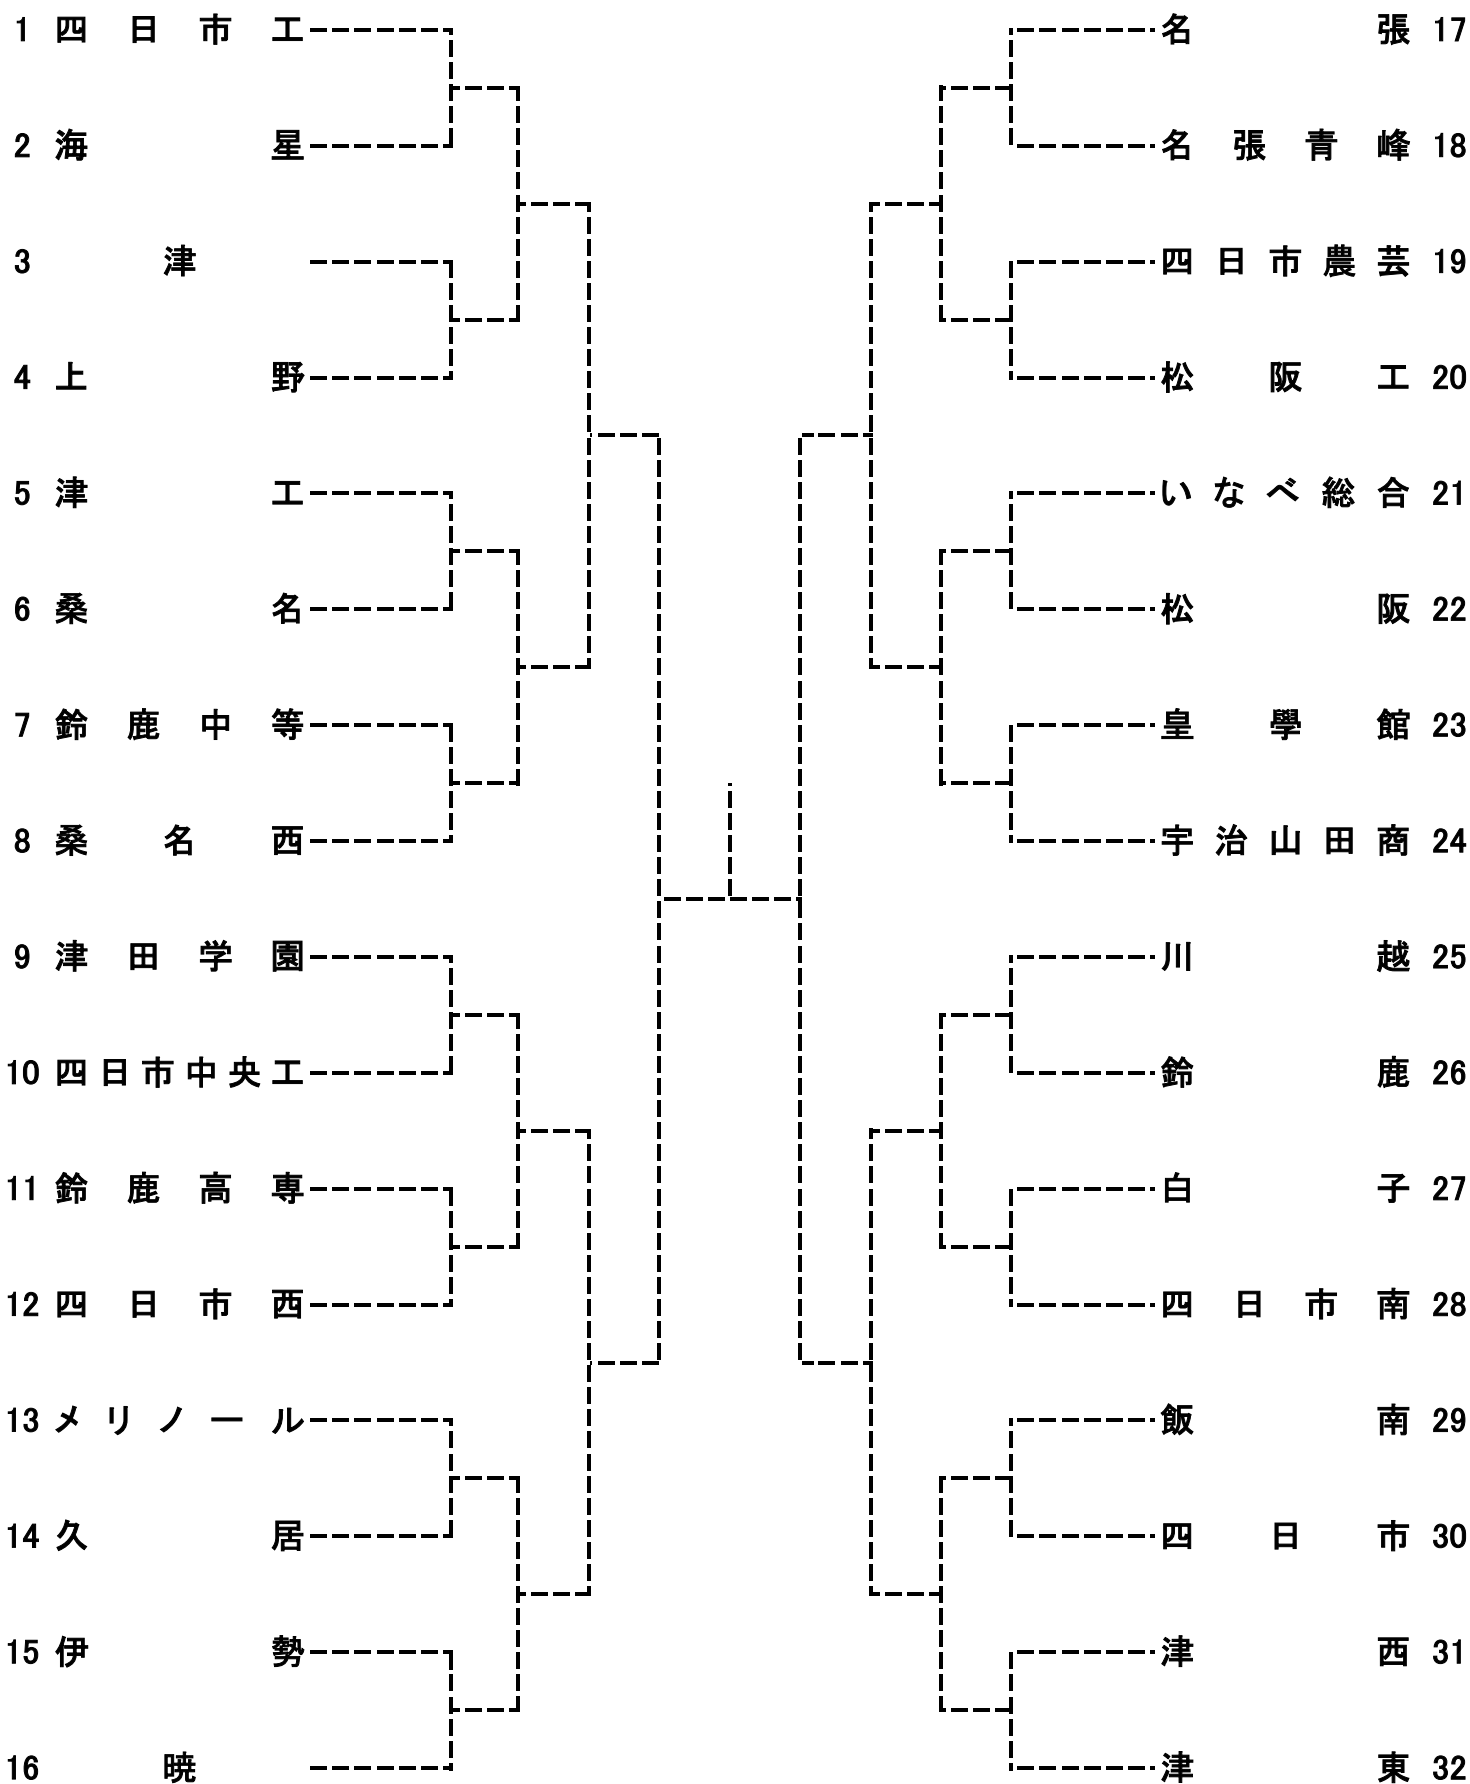 1 四日市工
2 海星
3 津
4 上野
5 津工
6 桑名
7 鈴鹿中等
8 桑名西
9 津田学園
10 四日市中央工
11 鈴鹿高専
12 四日市西
13 メリノール
14 久居
15 伊勢
16 暁
名張 17
名張青峰 18
四日市農芸 19
松阪工 20
いなべ総合 21
松阪 22
皇學館 23
宇治山田商 24
川越 25
鈴鹿 26
白子 27
四日市南 28
飯南 29
四日市 30
津西 31
津東 32